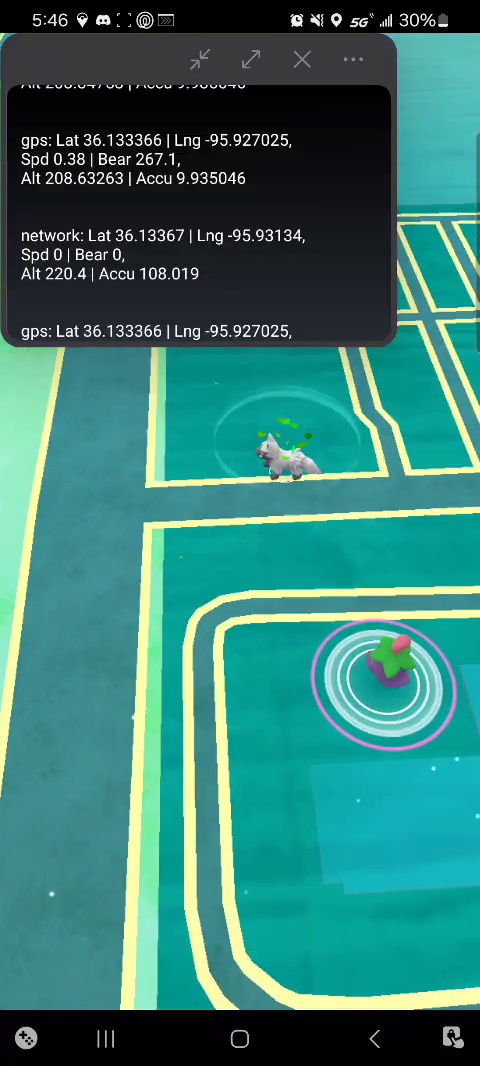 5:46
5G
30%
gps: Lat 36.133366 | Lng -95.927025,
Spd 0.38 | Bear 267.1,
Alt 208.63263 | Accu 9.935046
network: Lat 36.13367 | Lng -95.93134,
Spd 0 | Bear 0,
Alt 220.4 | Accu 108.019
gps: Lat 36.133366 | Lng -95.927025,